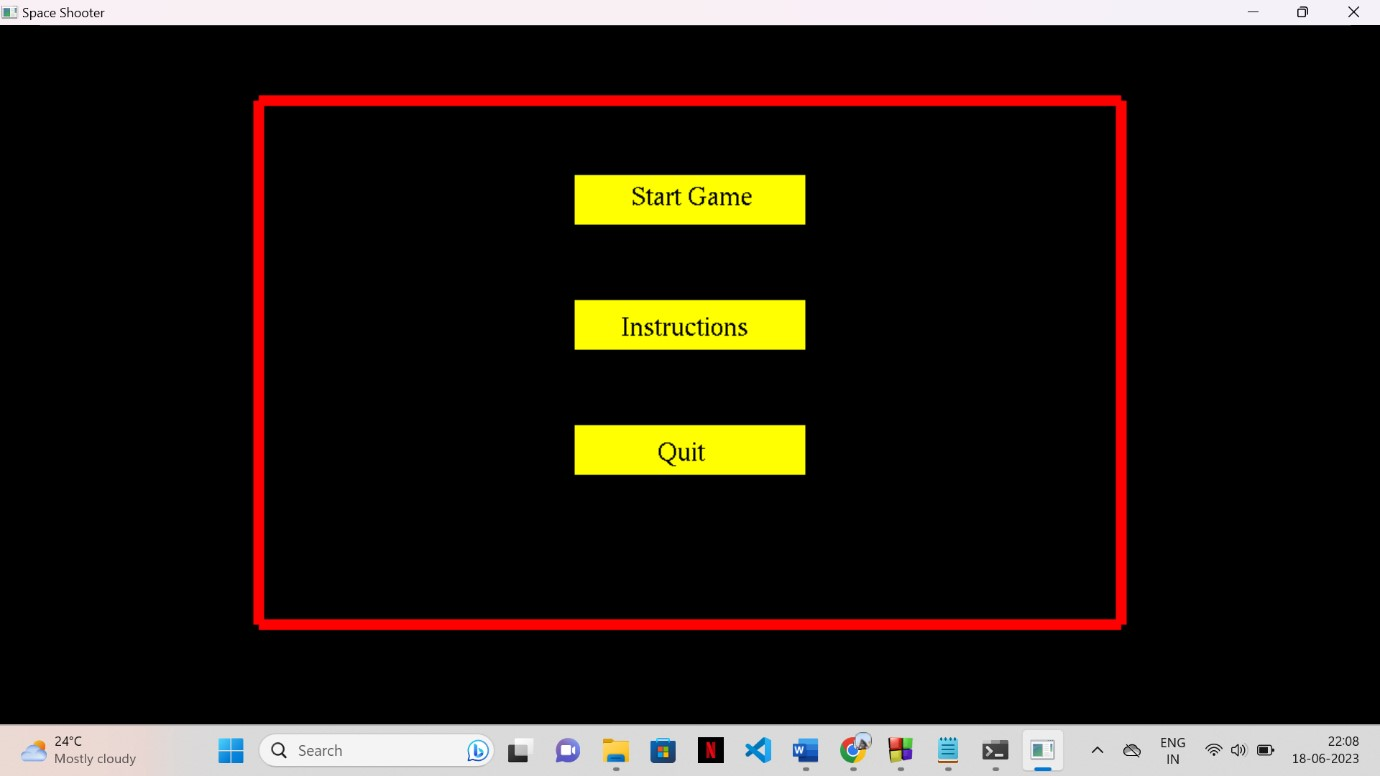 Space Shooter
Start Game
Instructions
Quit
24°C
Mostly cloudy
Search
ENG
IN
22:08
18-06-2023